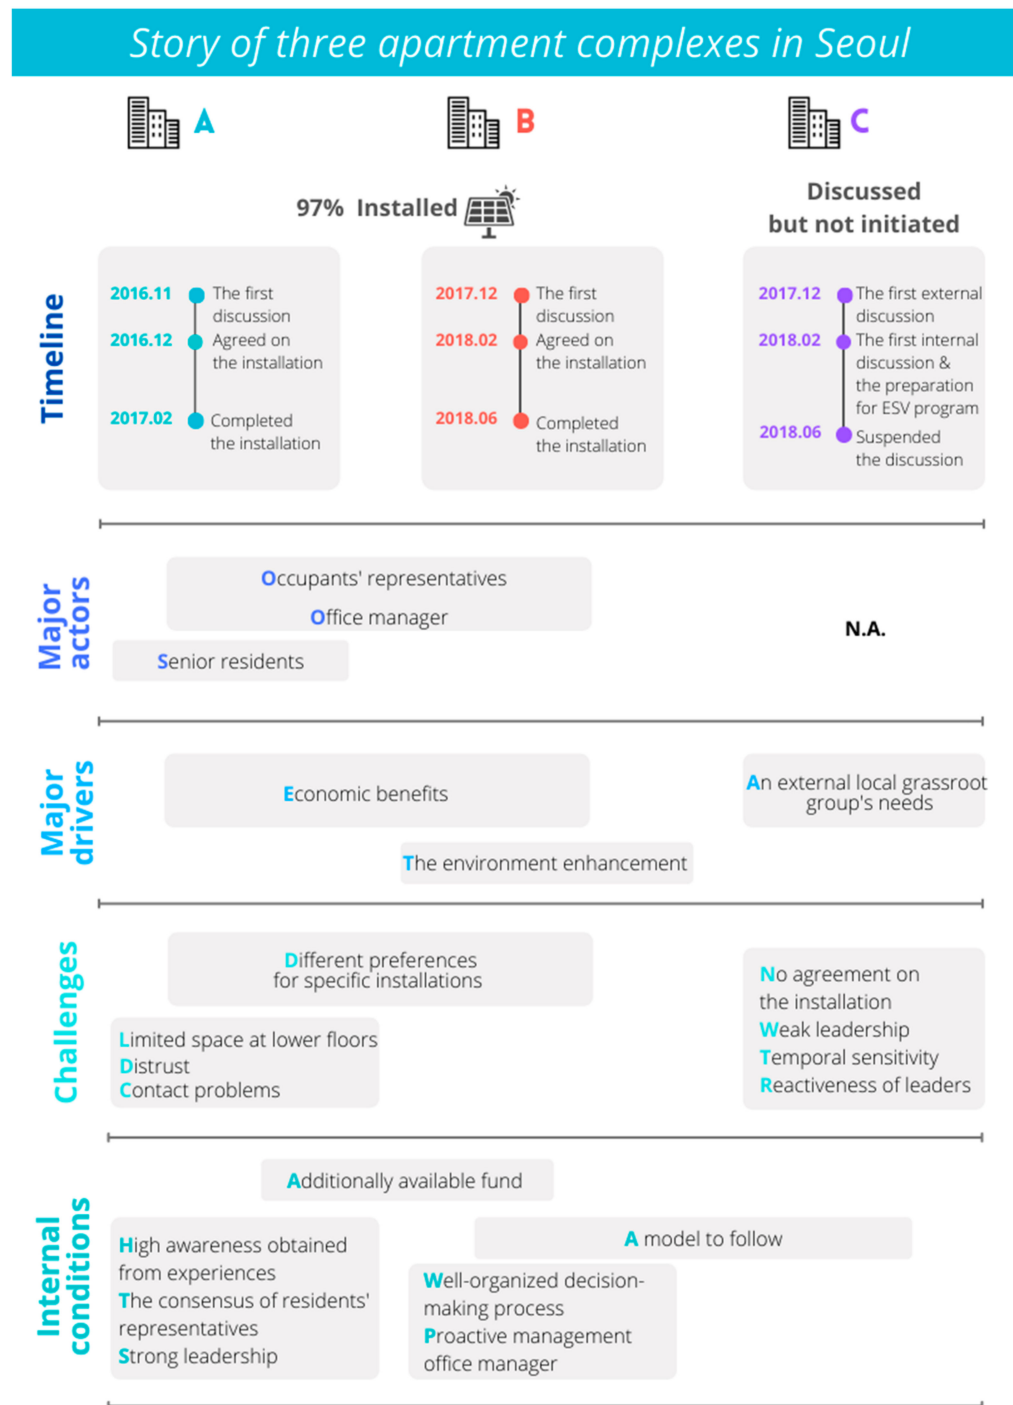 Story of three apartment complexes in Seoul
A
B
C
97% Installed
Discussed
but not initiated
Timeline
2016.11 The first
discussion
2016.12 Agreed on
the installation
2017.02 Completed
the installation
2017.12 The first
discussion
2018.02 Agreed on
the installation
2018.06 Completed
the installation
2017.12 The first external
discussion
2018.02 The first internal
discussion &
the preparation
for ESV program
2018.06 Suspended
the discussion
Major
actors
Occupants' representatives
Office manager
Senior residents
N.A.
Major
drivers
Economic benefits
The environment enhancement
An external local grassroot
group's needs
Challenges
Different preferences
for specific installations
Limited space at lower floors
Distrust
Contact problems
No agreement on
the installation
Weak leadership
Temporal sensitivity
Reactiveness of leaders
Internal
conditions
Additionally available fund
A model to follow
High awareness obtained
from experiences
The consensus of residents'
representatives
Strong leadership
Well-organized decision-
making process
Proactive management
office manager